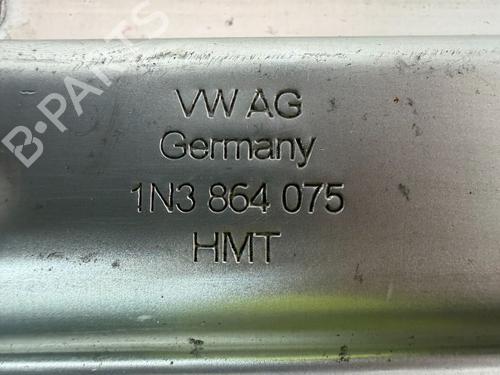 B-PARTS
VW AG
Germany
1N3 864 075
HMT